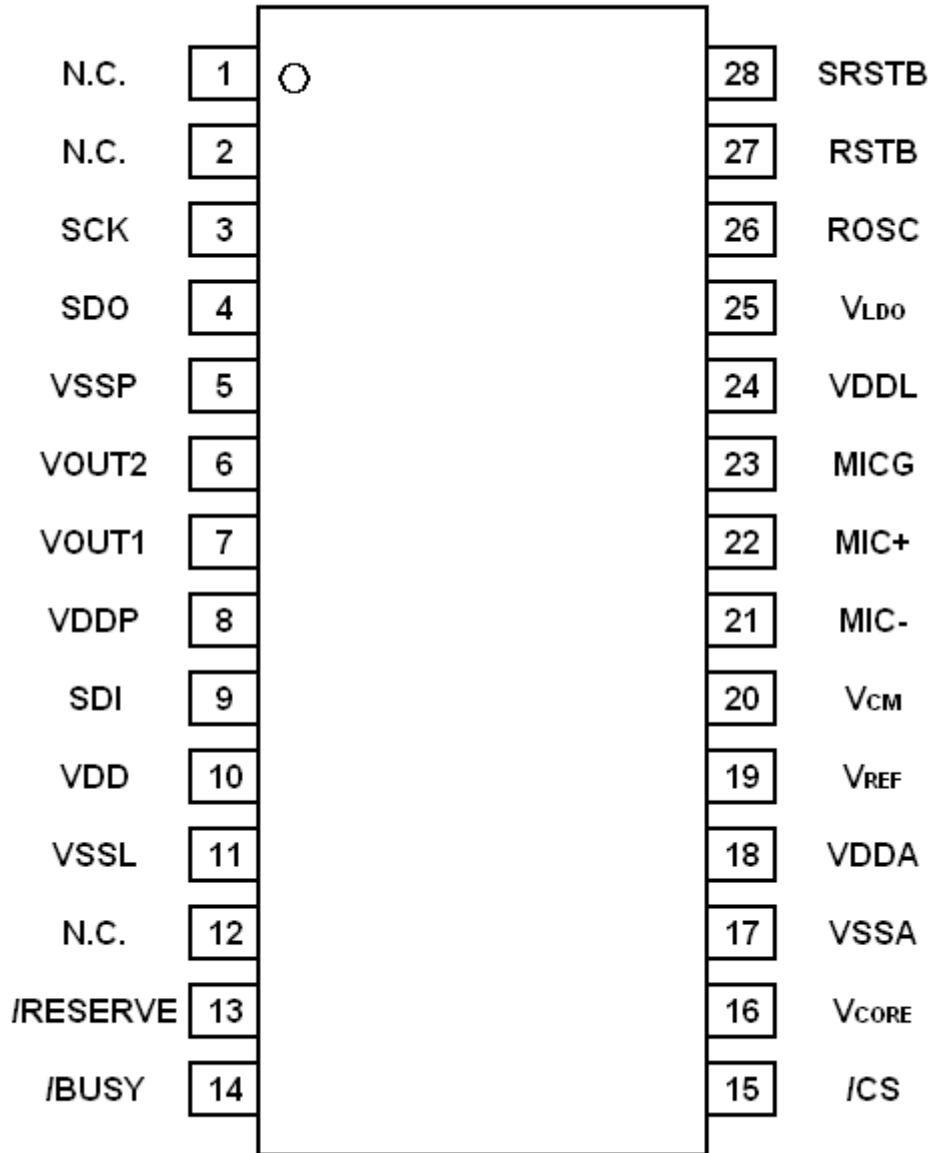 N.C. 1 28 SRSTB
N.C. 2 27 RSTB
SCK 3 26 ROSC
SDO 4 25 VLDO
VSSP 5 24 VDDL
VOUT2 6 23 MICG
VOUT1 7 22 MIC+
VDDP 8 21 MIC-
SDI 9 20 VCM
VDD 10 19 VREF
VSSL 11 18 VDDA
N.C. 12 17 VSSA
/RESERVE 13 16 VCORE
/BUSY 14 15 /CS